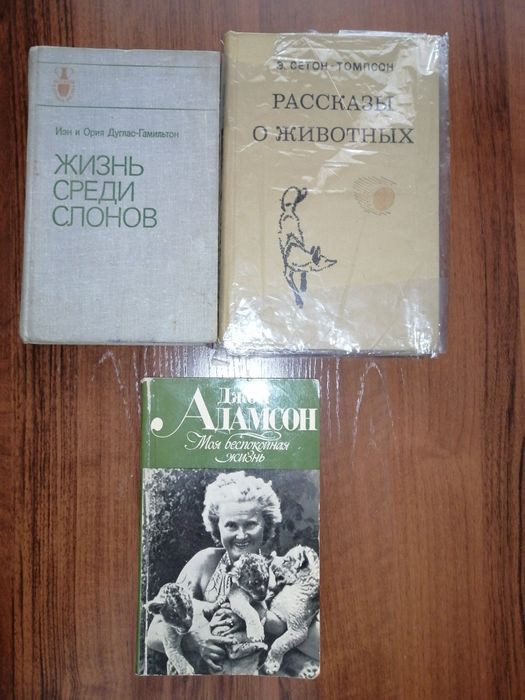 Иэн и Ория Дуглас-Гамильтон
ЖИЗНЬ
СРЕДИ
СЛОНОВ
Э. СЕТОН-ТОМПСОН
РАССКАЗЫ
О ЖИВОТНЫХ
АДАМСОН
Моя беспокойная
жизнь